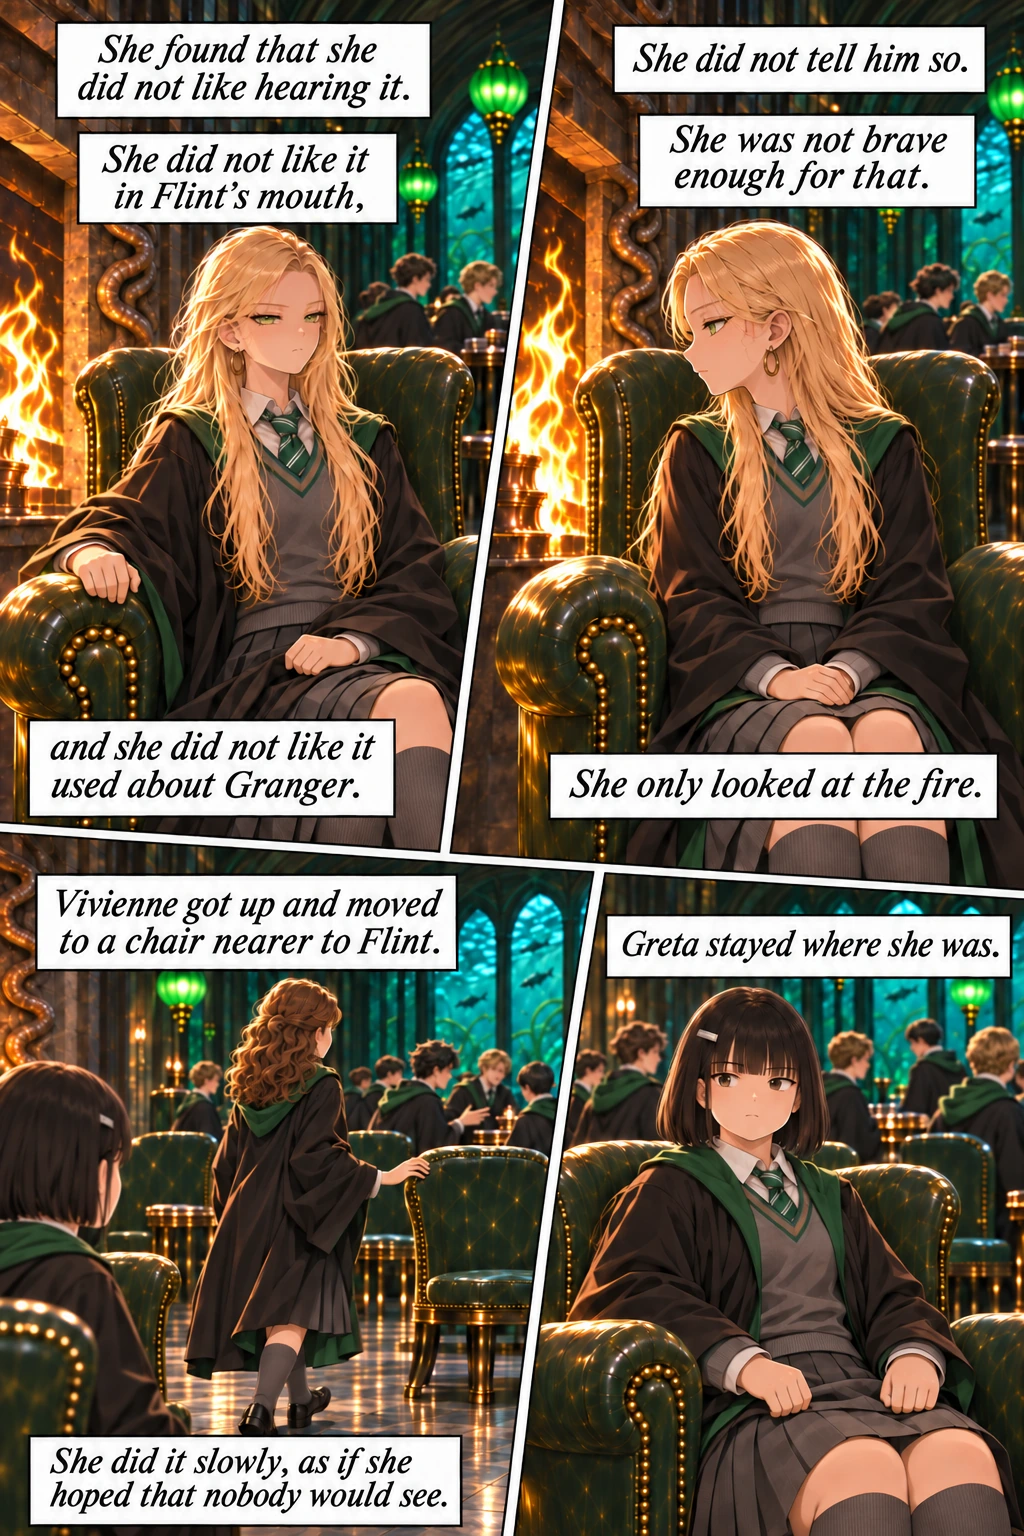 She found that she
did not like hearing it.
She did not like it
in Flint's mouth,
and she did not like it
used about Granger.
She did not tell him so.
She was not brave
enough for that.
She only looked at the fire.
Vivienne got up and moved
to a chair nearer to Flint.
She did it slowly, as if she
hoped that nobody would see.
Greta stayed where she was.